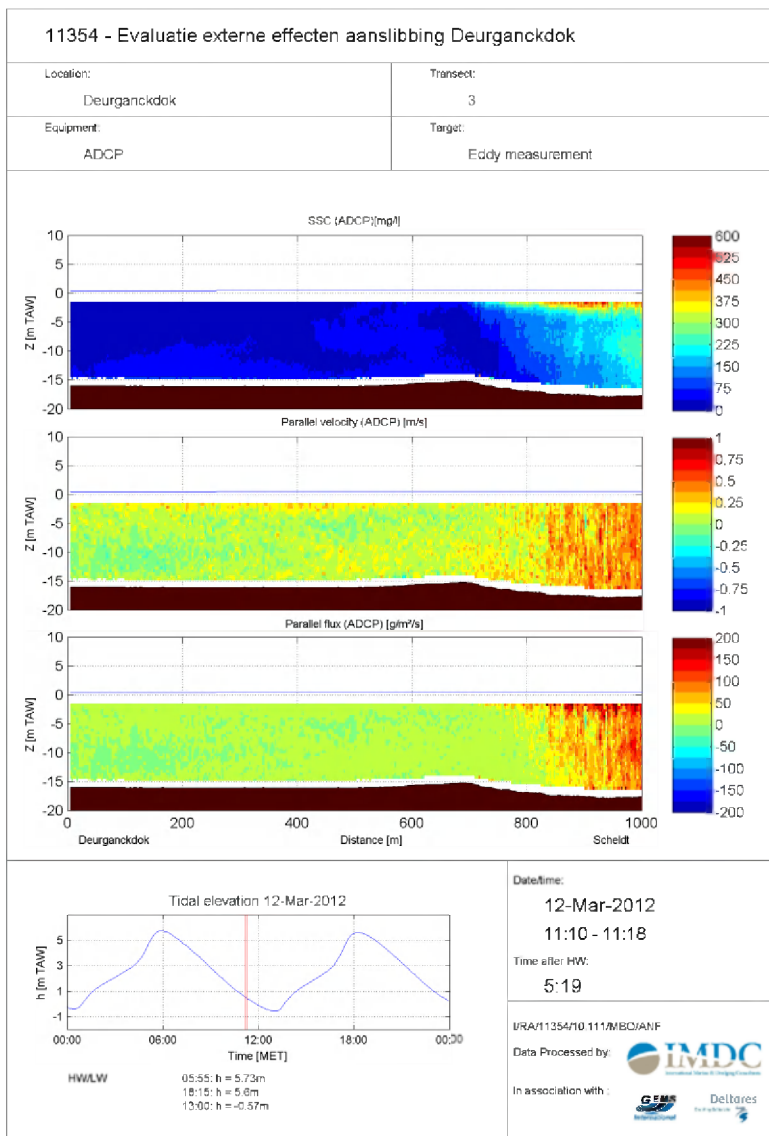 11354 - Evaluatie externe effecten aanslibbing Deurganckdok
Location:
Deurganckdok
Transect:
3
Equipment:
ADCP
Target:
Eddy measurement
SSC (ADCP)[mg/l]
10
5
0
-5
-10
-15
-20
Z [m TAW]
600
525
450
375
300
225
150
75
0
Parallel velocity (ADCP) [m/s]
10
5
0
-5
-10
-15
-20
Z [m TAW]
1
0.75
0.5
0.25
0
-0.25
-0.5
-0.75
-1
Parallel flux (ADCP) [g/m²/s]
10
5
0
-5
-10
-15
-20
Z [m TAW]
200
150
100
50
0
-50
-100
-150
-200
0 200 400 600 800 1000
Deurganckdok Distance [m] Scheldt
Tidal elevation 12-Mar-2012
h [m TAW]
5
3
1
-1
00:00 06:00 12:00 18:00 00:00
Time [MET]
HW/LW
05:55: h = 5.73m
18:15: h = 5.6m
13:00: h = -0.57m
Date/time:
12-Mar-2012
11:10 - 11:18
Time after HW:
5:19
I/RA/11354/10.111/MBO/ANF
Data Processed by:
IMDC
International Marine & Dredging Consultants
In association with :
GEMS
International
Deltares